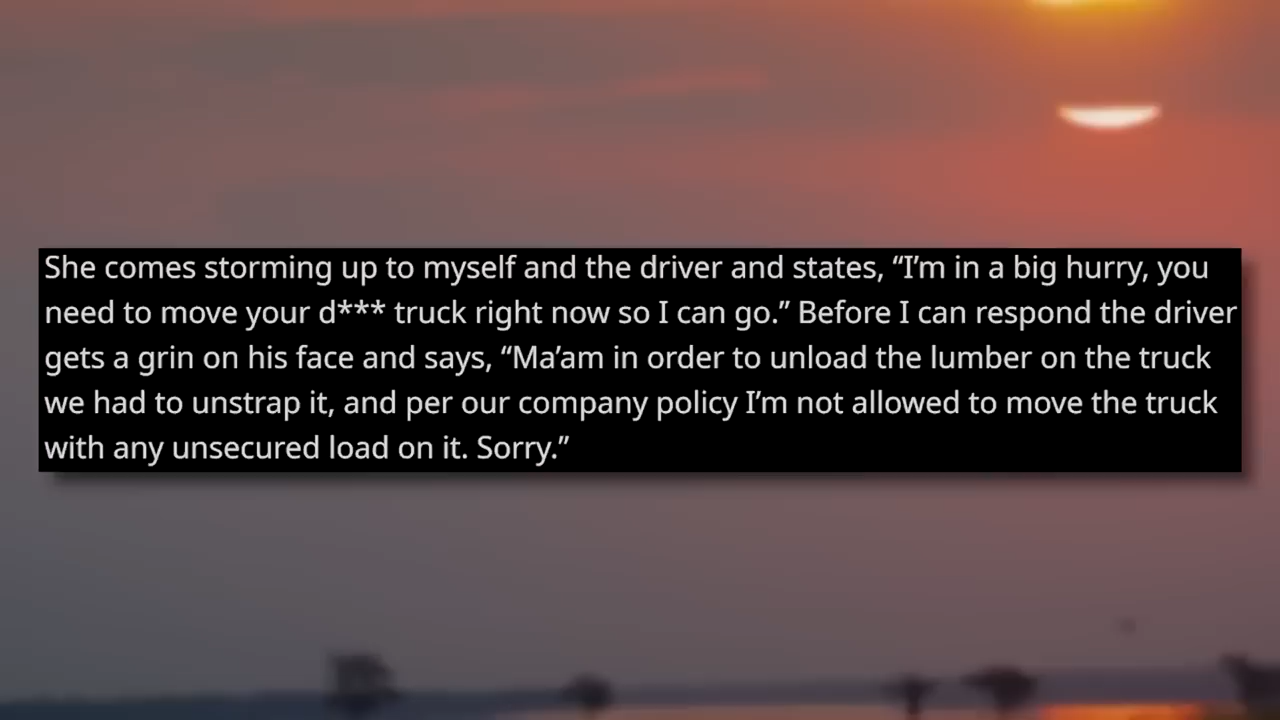 She comes storming up to myself and the driver and states, “I’m in a big hurry, you
need to move your d*** truck right now so I can go.” Before I can respond the driver
gets a grin on his face and says, “Ma’am in order to unload the lumber on the truck
we had to unstrap it, and per our company policy I’m not allowed to move the truck
with any unsecured load on it. Sorry.”